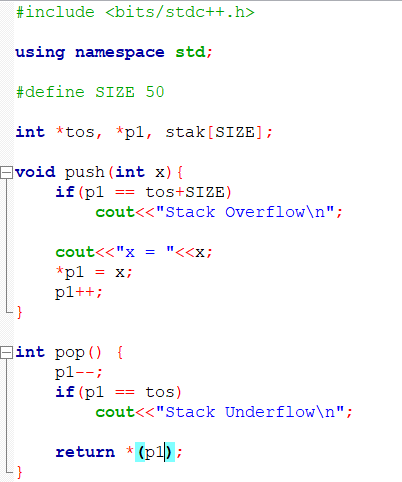 #include <bits/stdc++.h>
using namespace std;
#define SIZE 50
int *tos, *p1, stak[SIZE];
void push(int x){
if(p1 == tos+SIZE)
cout<<"Stack Overflow\n";
cout<<"x = "<<x;
*p1 = x;
p1++;
}
int pop() {
p1--;
if(p1 == tos)
cout<<"Stack Underflow\n";
return *(p1);
}